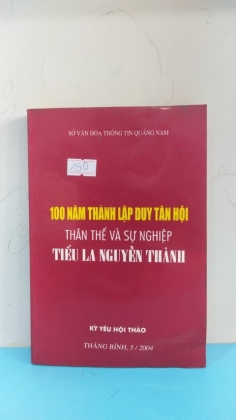 SỞ VĂN HÓA THÔNG TIN QUẢNG NAM
150
100 NĂM THÀNH LẬP DUY TÂN HỘI
THÂN THẾ VÀ SỰ NGHIỆP
TIỂU LA NGUYỄN THÀNH
KỶ YẾU HỘI THẢO
THĂNG BÌNH, 5 / 2004